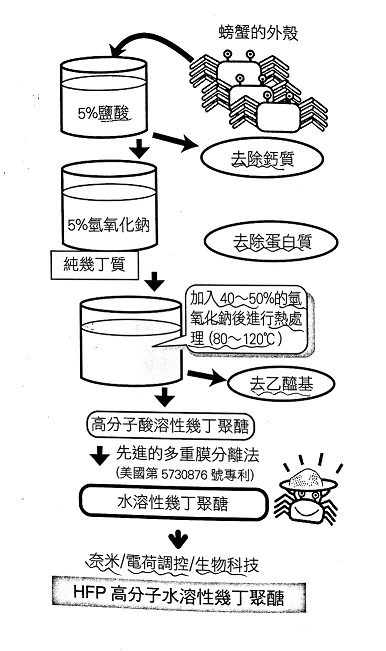 螃蟹的外殼
5%鹽酸
去除鈣質
5%氫氧化鈉
去除蛋白質
純幾丁質
加入40～50%的氫
氧化鈉後進行熱處
理(80～120℃)
去乙醯基
高分子酸溶性幾丁聚醣
先進的多重膜分離法
(美國第 5730876 號專利)
水溶性幾丁聚醣
奈米/電荷調控/生物科技
HFP 高分子水溶性幾丁聚醣